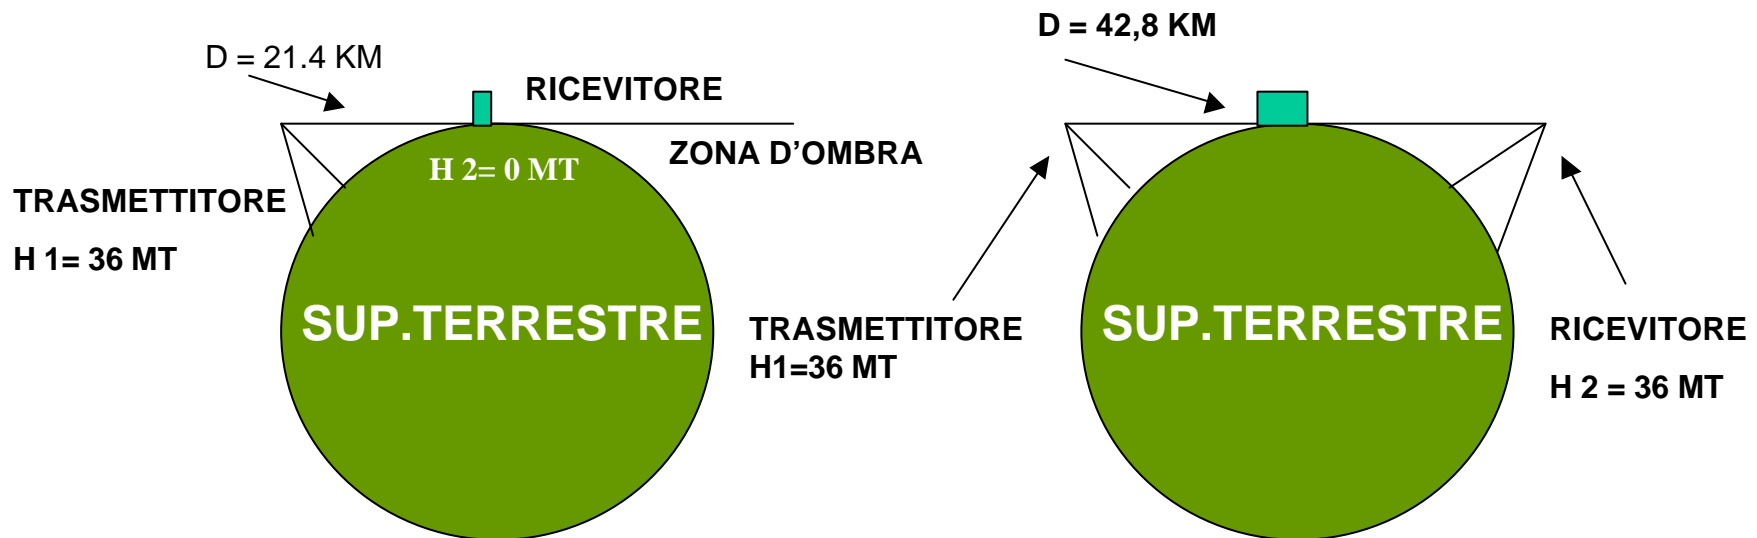 D = 21.4 KM
RICEVITORE
ZONA D'OMBRA
H 2= 0 MT
TRASMETTITORE
H 1= 36 MT
SUP.TERRESTRE
D = 42,8 KM
TRASMETTITORE
H1=36 MT
SUP.TERRESTRE
RICEVITORE
H 2 = 36 MT